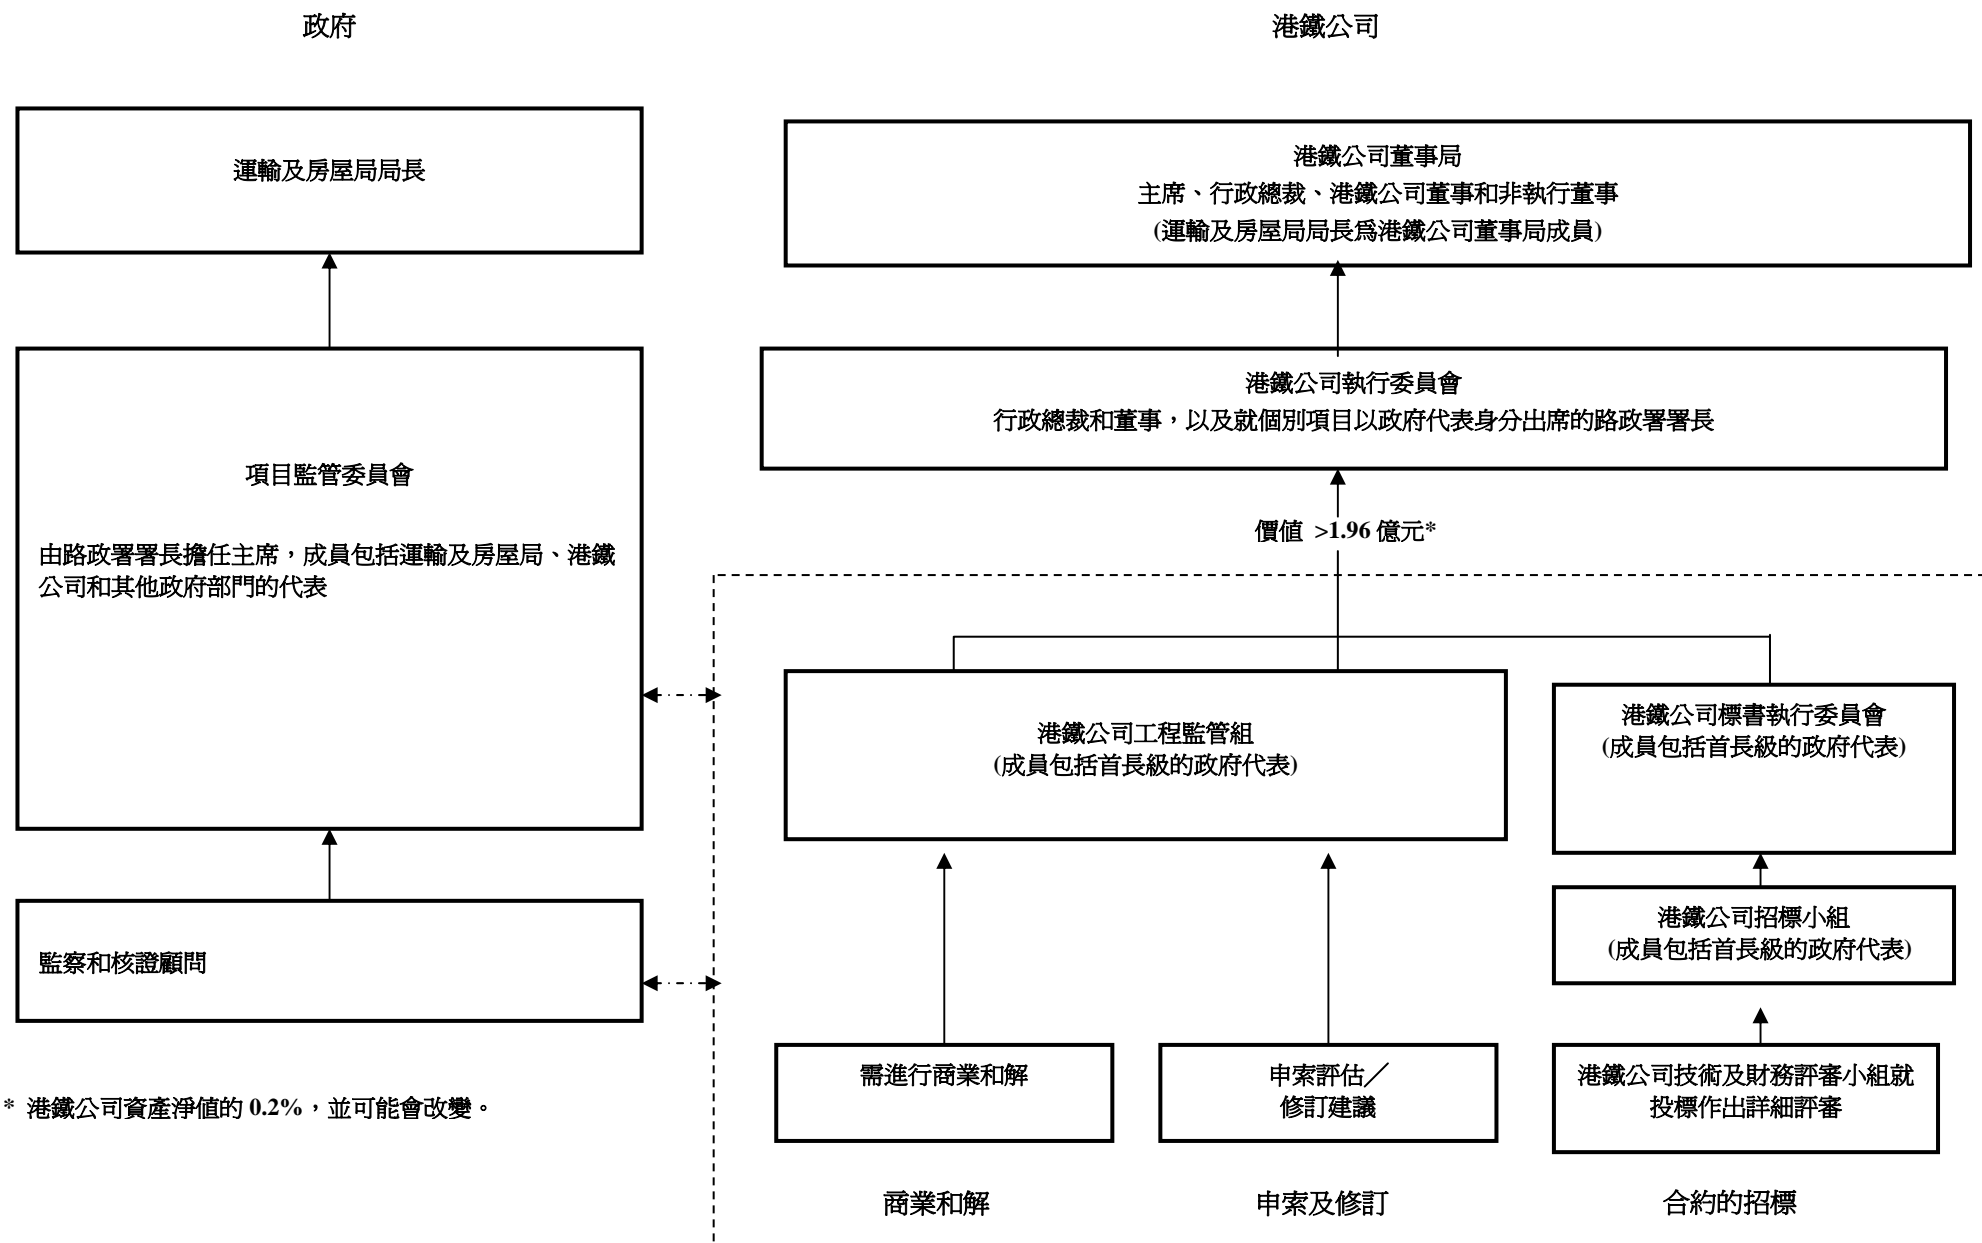 政府
港鐵公司
運輸及房屋局局長
港鐵公司董事局
主席、行政總裁、港鐵公司董事和非執行董事
(運輸及房屋局局長爲港鐵公司董事局成員)
港鐵公司執行委員會
行政總裁和董事，以及就個別項目以政府代表身分出席的路政署署長
項目監管委員會
由路政署署長擔任主席，成員包括運輸及房屋局、港鐵
公司和其他政府部門的代表
價值 >1.96 億元*
港鐵公司工程監管組
(成員包括首長級的政府代表)
港鐵公司標書執行委員會
(成員包括首長級的政府代表)
監察和核證顧問
港鐵公司招標小組
(成員包括首長級的政府代表)
需進行商業和解
申索評估／
修訂建議
港鐵公司技術及財務評審小組就
投標作出詳細評審
* 港鐵公司資產淨值的 0.2%，並可能會改變。
商業和解
申索及修訂
合約的招標